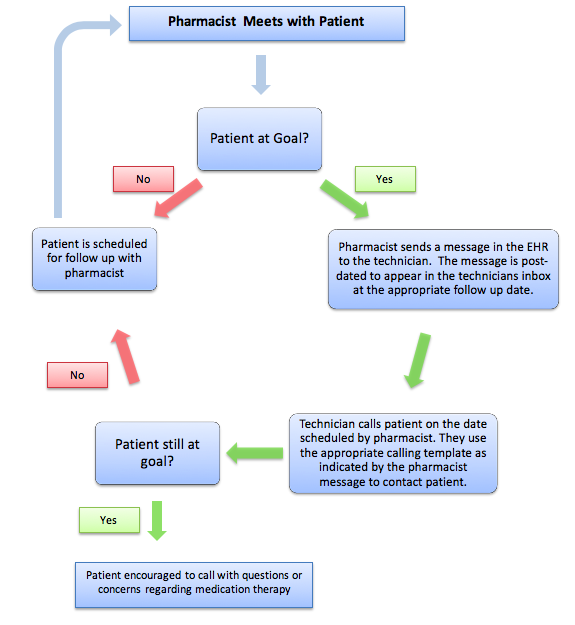 Pharmacist  Meets with Patient
Patient at Goal?
No
Yes
Patient is scheduled
for follow up with
pharmacist
Pharmacist sends a message in the EHR
to the technician.  The message is post-
dated to appear in the technicians inbox
at the appropriate follow up date.
No
Technician calls patient on the date
scheduled by pharmacist. They use
the appropriate calling template as
indicated by the pharmacist
message to contact patient.
Patient still at
goal?
Yes
Patient encouraged to call with questions or
concerns regarding medication therapy